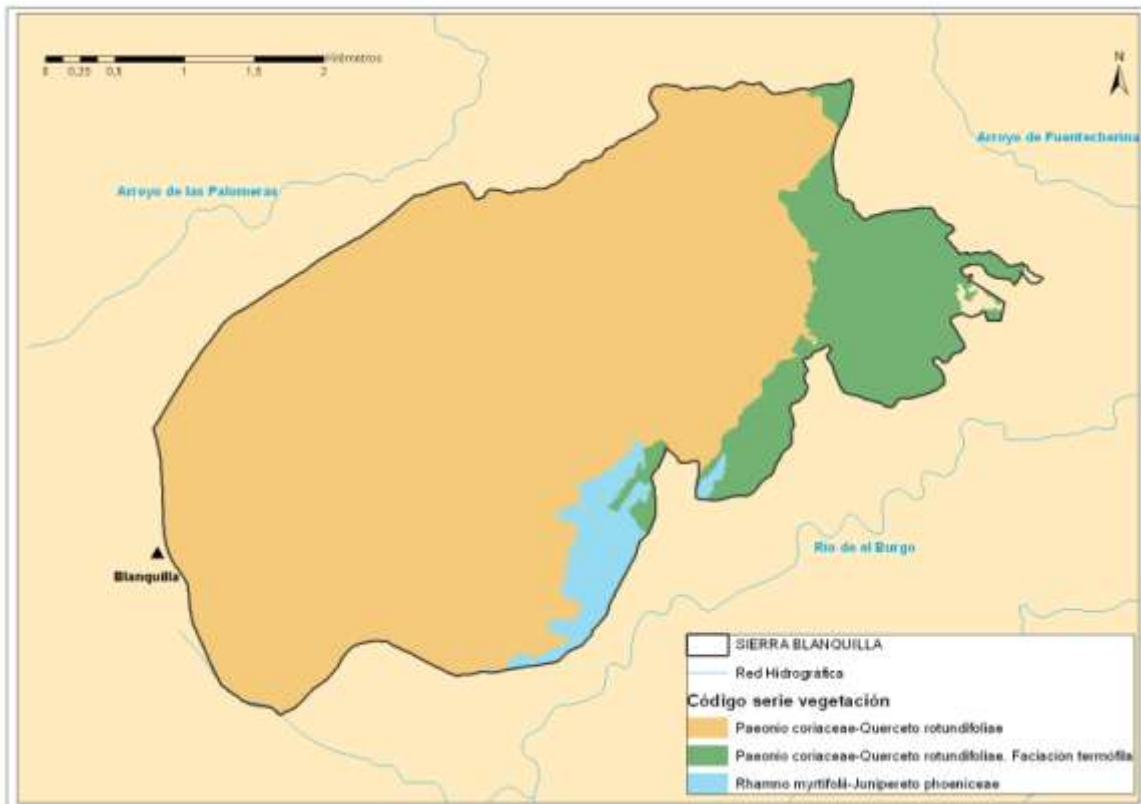 Kilómetros
0 0,25 0,5 1 1,5 2
N
Arroyo de Fuentecharina
Arroyo de las Palomeras
Río de el Burgo
Blanquilla
SIERRA BLANQUILLA
Red Hidrográfica
Código serie vegetación
Paeonio coriaceae-Querceto rotundifoliae
Paeonio coriaceae-Querceto rotundifoliae. Faciación termófila
Rhamno myrtifolii-Junipereto phoeniceae